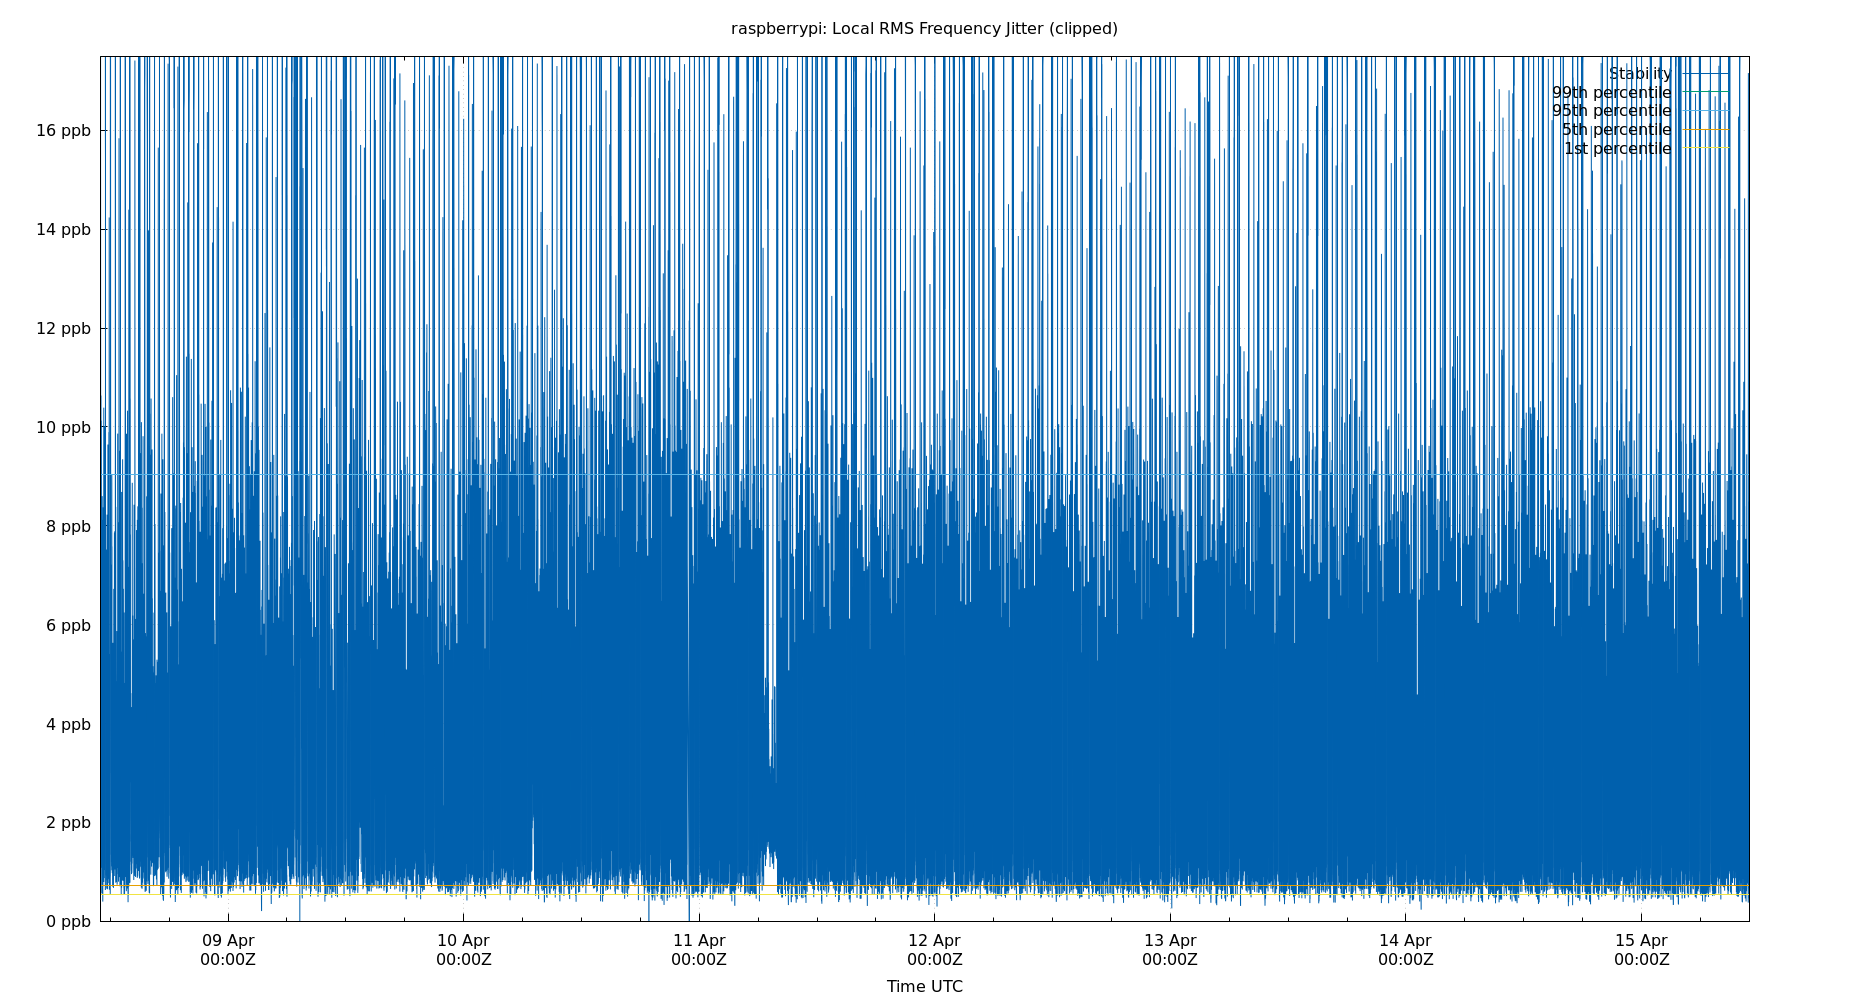 raspberrypi: Local RMS Frequency Jitter (clipped)
Stability
99th percentile
95th percentile
5th percentile
1st percentile
16 ppb
14 ppb
12 ppb
10 ppb
8 ppb
6 ppb
4 ppb
2 ppb
0 ppb
09 Apr 10 Apr 11 Apr 12 Apr 13 Apr 14 Apr 15 Apr
00:00Z 00:00Z 00:00Z 00:00Z 00:00Z 00:00Z 00:00Z
Time UTC